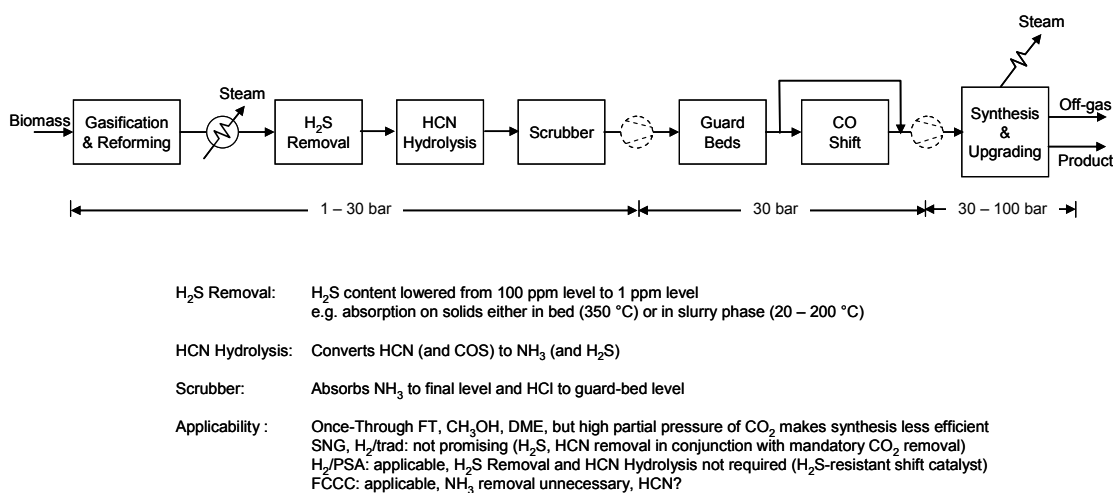 Steam
Steam
Biomass
Gasification
& Reforming
H₂S
Removal
HCN
Hydrolysis
Scrubber
Guard
Beds
CO
Shift
Synthesis
&
Upgrading
Off-gas
Product
1 – 30 bar
30 bar
30 – 100 bar
H₂S Removal: H₂S content lowered from 100 ppm level to 1 ppm level
e.g. absorption on solids either in bed (350 °C) or in slurry phase (20 – 200 °C)
HCN Hydrolysis: Converts HCN (and COS) to NH₃ (and H₂S)
Scrubber: Absorbs NH₃ to final level and HCl to guard-bed level
Applicability : Once-Through FT, CH₃OH, DME, but high partial pressure of CO₂ makes synthesis less efficient
SNG, H₂/trad: not promising (H₂S, HCN removal in conjunction with mandatory CO₂ removal)
H₂/PSA: applicable, H₂S Removal and HCN Hydrolysis not required (H₂S-resistant shift catalyst)
FCCC: applicable, NH₃ removal unnecessary, HCN?